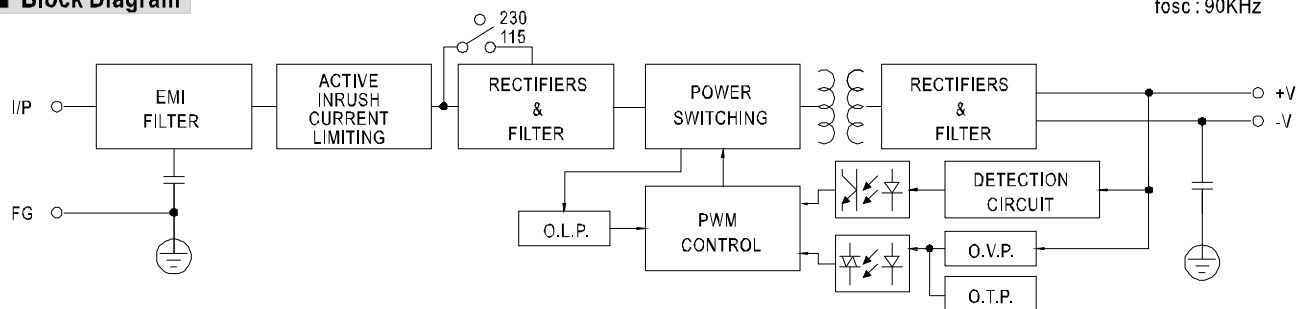 Block Diagram
fosc : 90KHz
230
115
I/P
EMI
FILTER
ACTIVE
INRUSH
CURRENT
LIMITING
RECTIFIERS
&
FILTER
POWER
SWITCHING
RECTIFIERS
&
FILTER
+V
-V
FG
O.L.P.
PWM
CONTROL
DETECTION
CIRCUIT
O.V.P.
O.T.P.